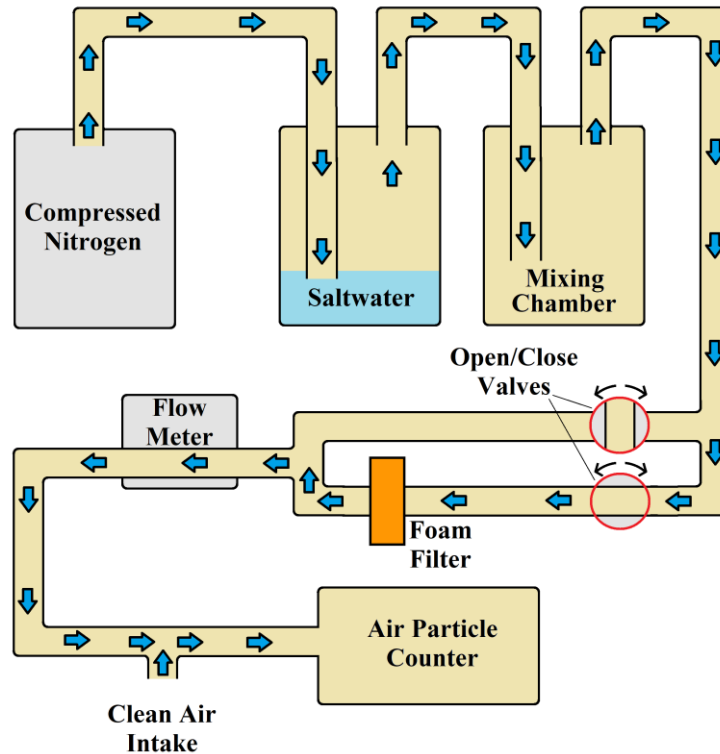 Compressed
Nitrogen
Saltwater
Mixing
Chamber
Open/Close
Valves
Flow
Meter
Foam
Filter
Air Particle
Counter
Clean Air
Intake